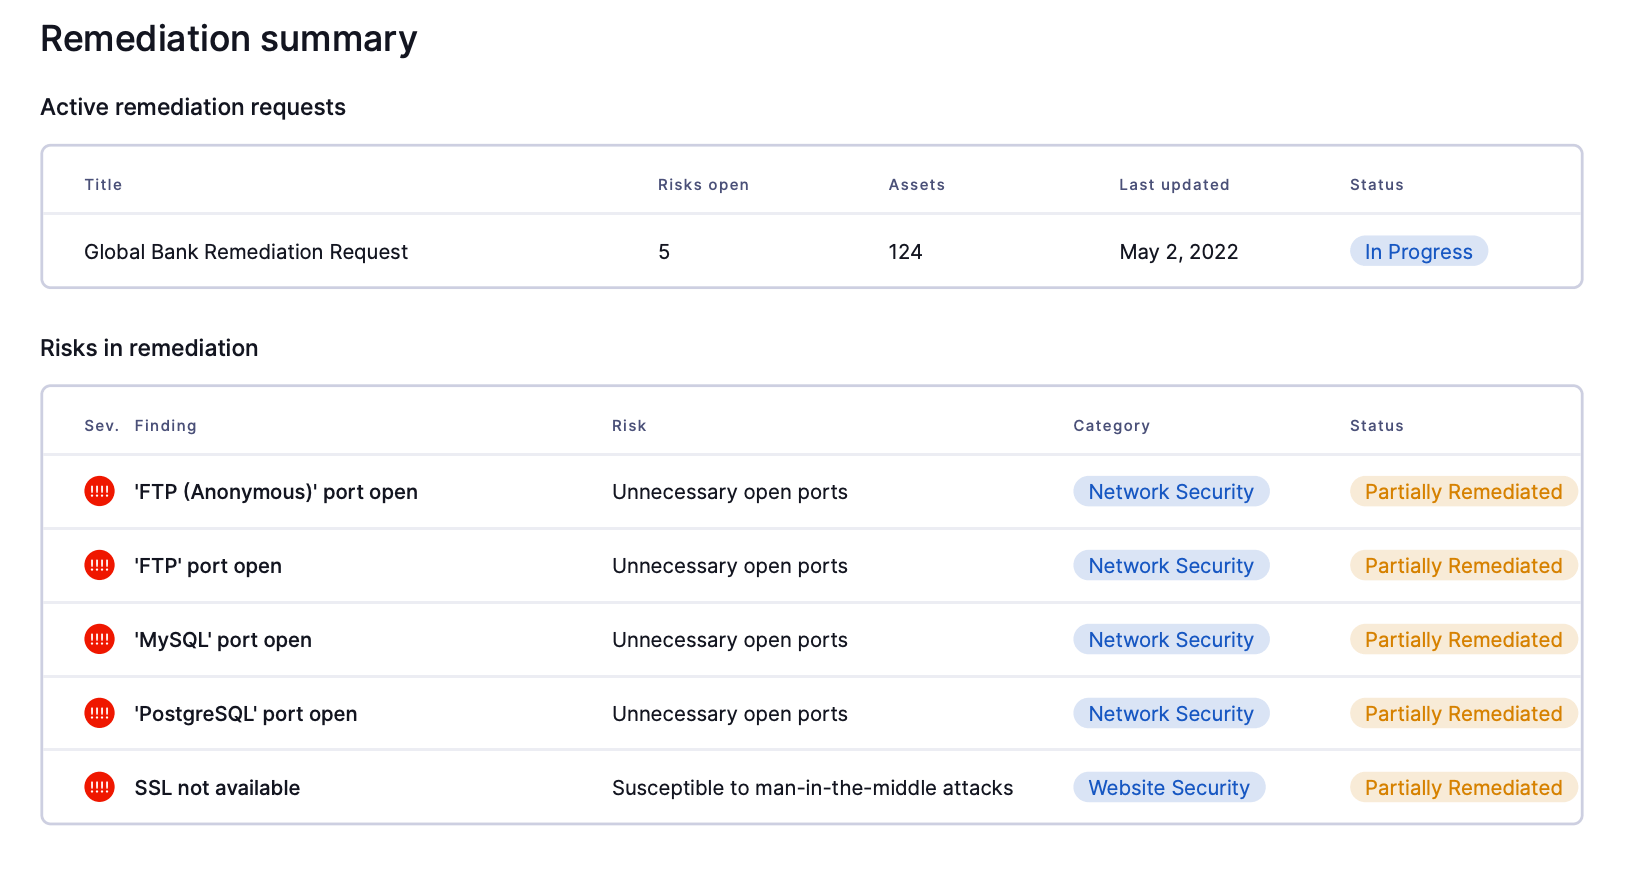 Remediation summary
Active remediation requests
Title Risks open Assets Last updated Status
Global Bank Remediation Request 5 124 May 2, 2022 In Progress
Risks in remediation
Sev. Finding Risk Category Status
!!!! 'FTP (Anonymous)' port open Unnecessary open ports Network Security Partially Remediated
!!!! 'FTP' port open Unnecessary open ports Network Security Partially Remediated
!!!! 'MySQL' port open Unnecessary open ports Network Security Partially Remediated
!!!! 'PostgreSQL' port open Unnecessary open ports Network Security Partially Remediated
!!!! SSL not available Susceptible to man-in-the-middle attacks Website Security Partially Remediated